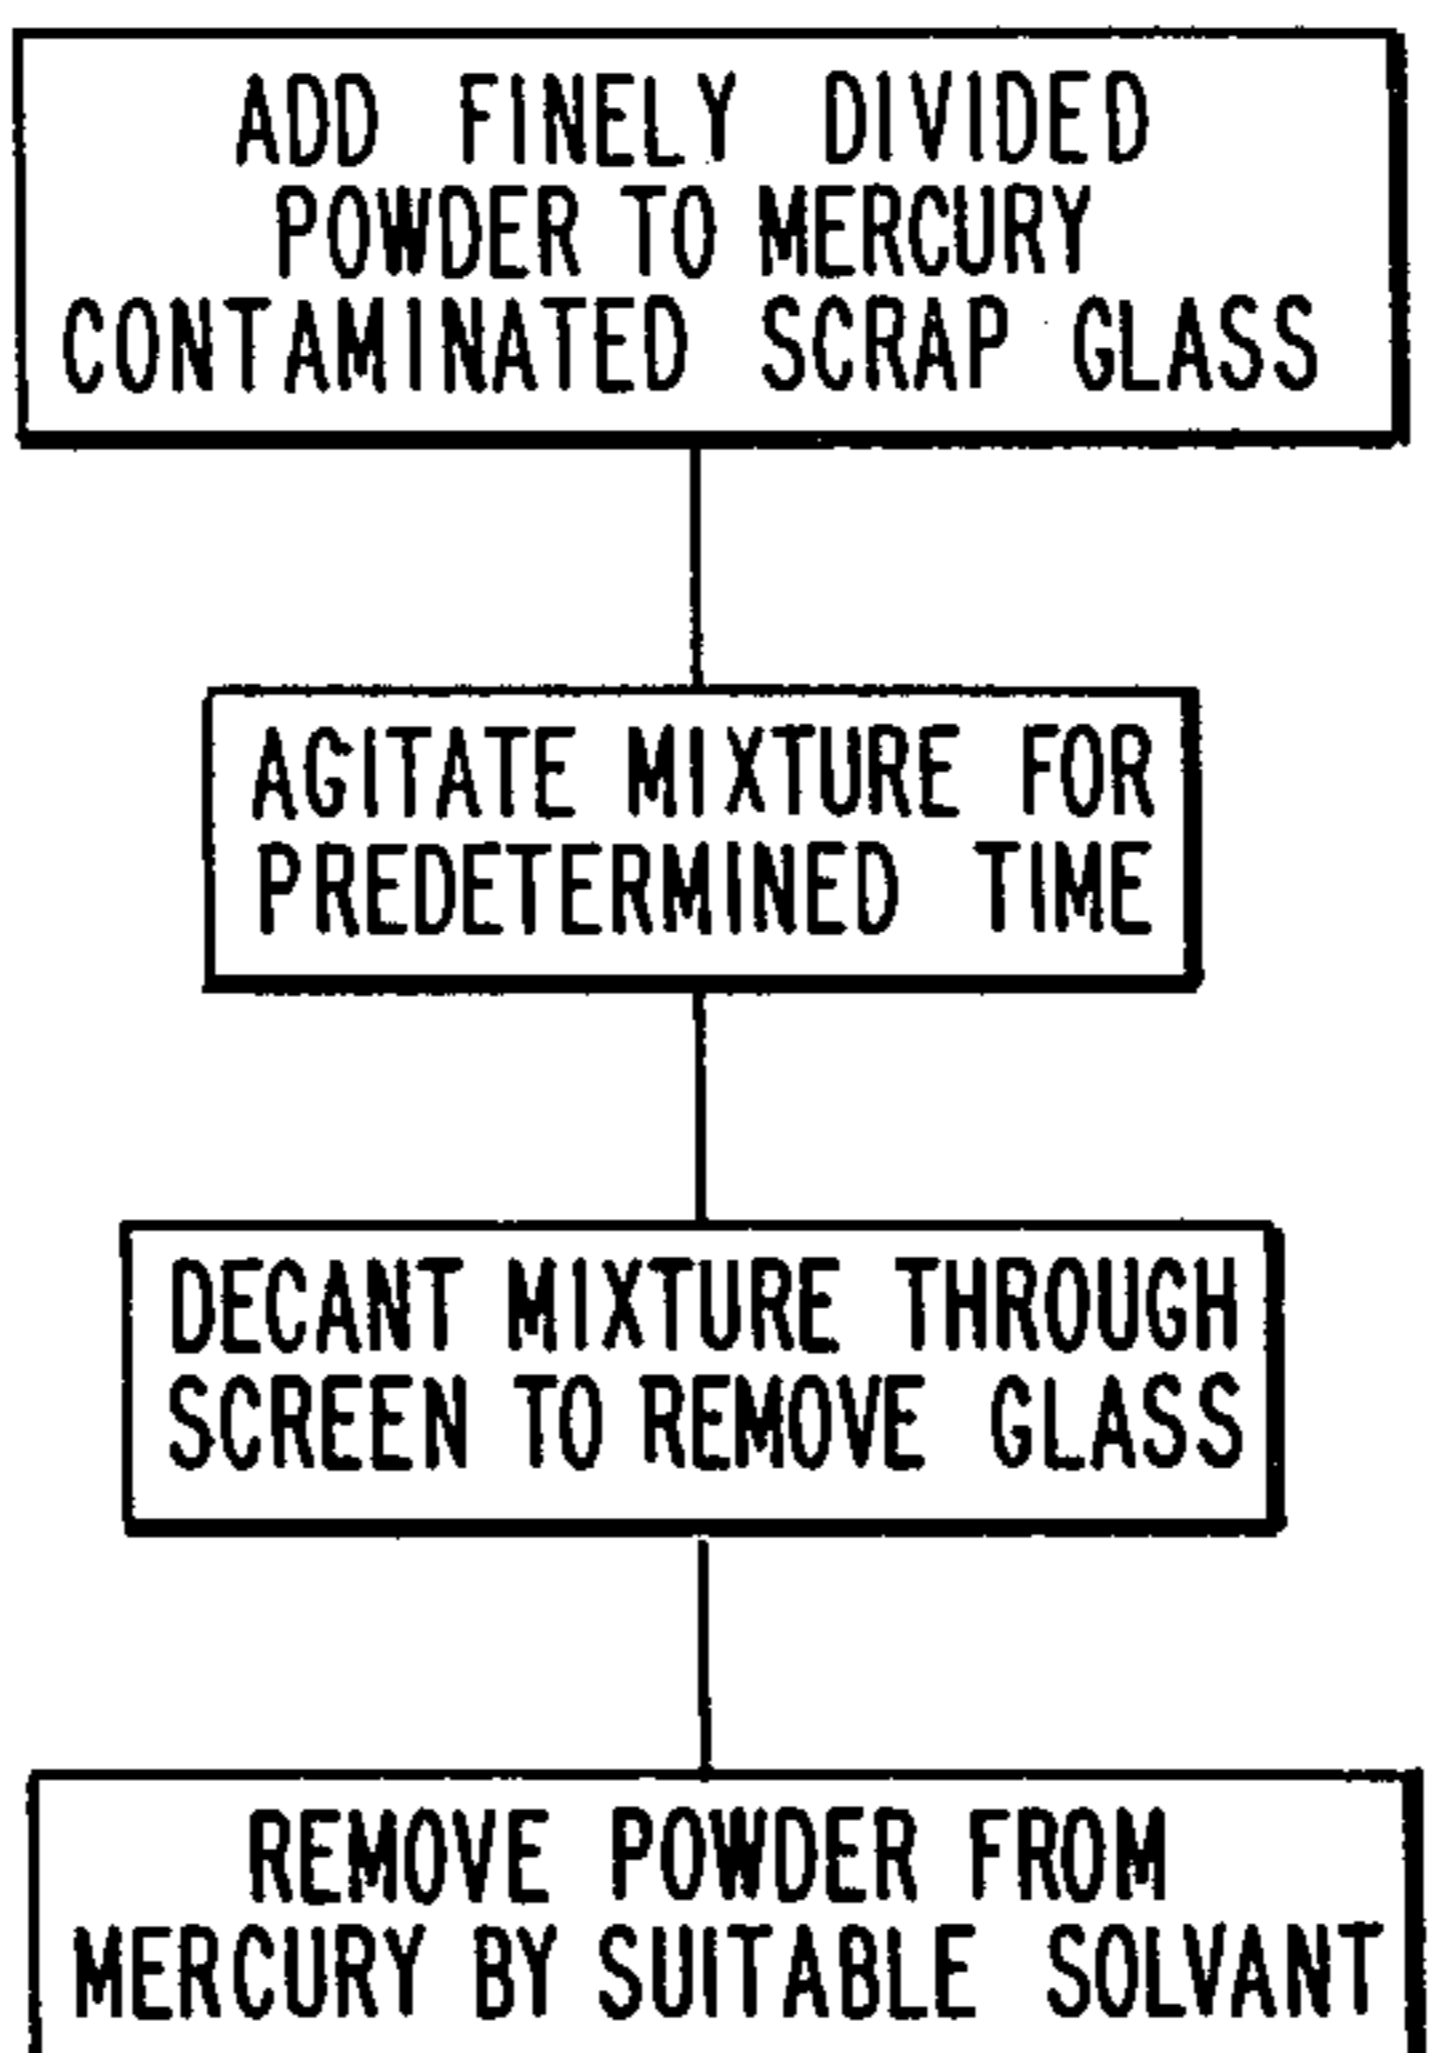 ADD FINELY DIVIDED
POWDER TO MERCURY
CONTAMINATED SCRAP GLASS
AGITATE MIXTURE FOR
PREDETERMINED TIME
DECANT MIXTURE THROUGH
SCREEN TO REMOVE GLASS
REMOVE POWDER FROM
MERCURY BY SUITABLE SOLVANT